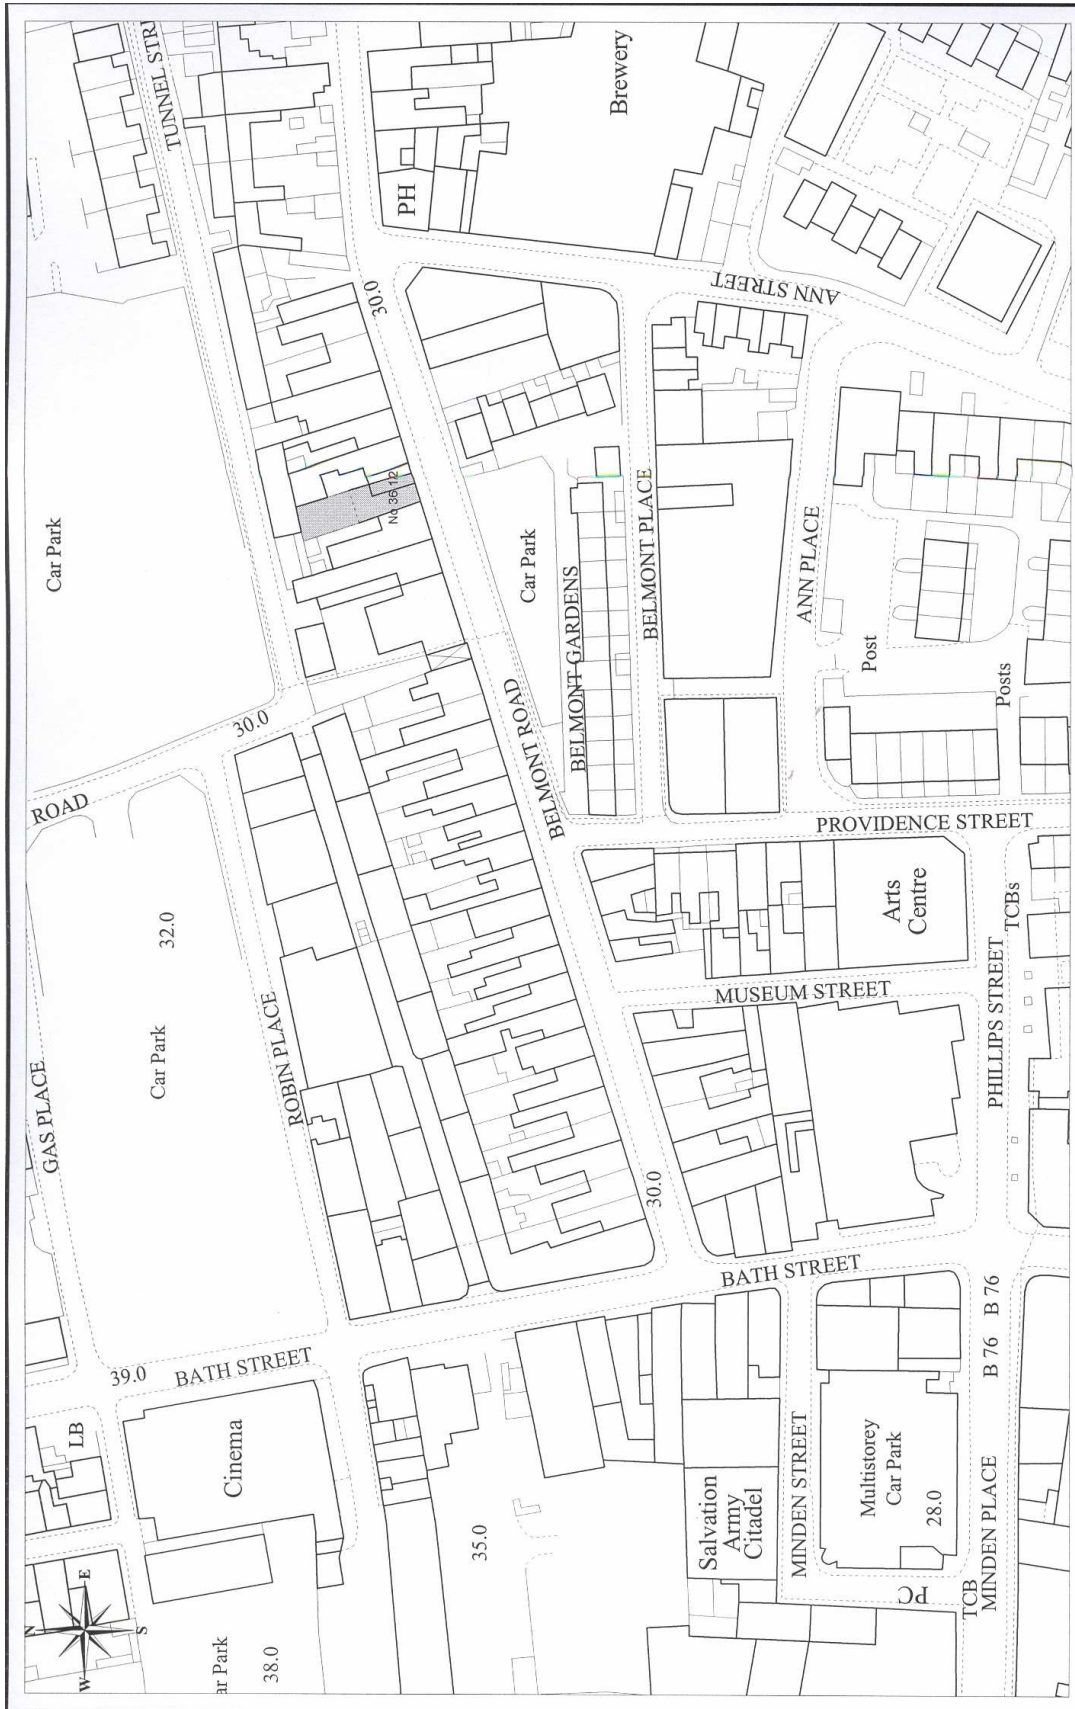 N
W
E
S
ar Park
38.0
LB
39.0
BATH STREET
Cinema
GAS PLACE
Car Park
32.0
ROAD
ROBIN PLACE
30.0
Car Park
TUNNEL STR
35.0
30.0
BELMONT ROAD
No.36 1/2
30.0
PH
Brewery
Car Park
BELMONT GARDENS
BELMONT PLACE
ANN STREET
Salvation
Army
Citadel
BATH STREET
MUSEUM STREET
ANN PLACE
MINDEN STREET
Multistorey
Car Park
28.0
Arts
Centre
PROVIDENCE STREET
Post
Posts
PC
TCB
MINDEN PLACE
B 76
B 76
PHILLIPS STREET
TCBs